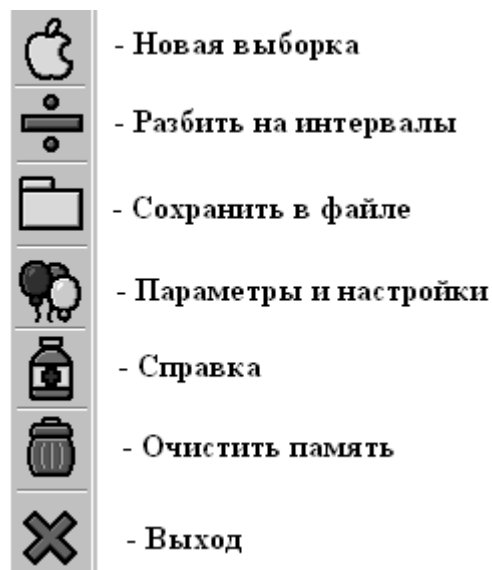 - Новая выборка
- Разбить на интервалы
- Сохранить в файле
- Параметры и настройки
- Справка
- Очистить память
- Выход